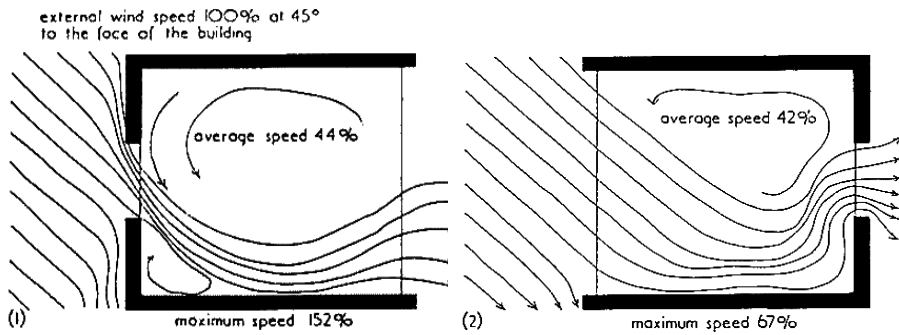 external wind speed 100% at 45°
to the face of the building
average speed 44%
average speed 42%
(1)
maximum speed 152%
(2)
maximum speed 67%